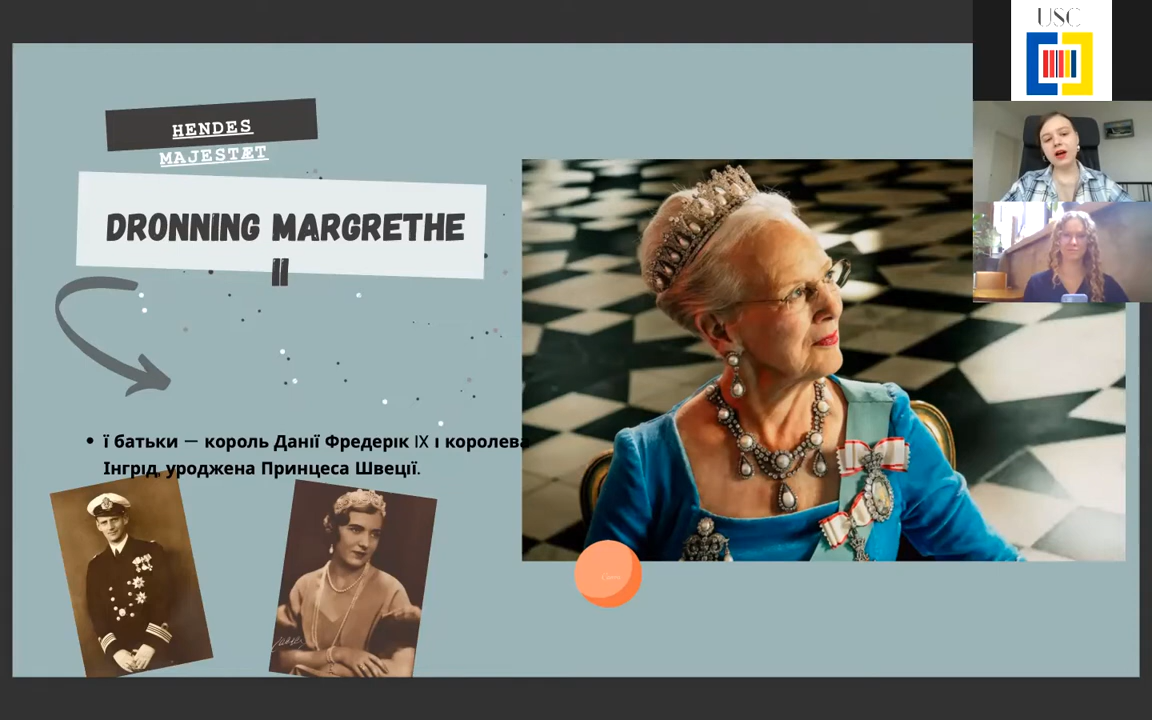 USC
HENDES
MAJESTÆT
DRONNING MARGRETHE
II
• ї батьки — король Данії Фредерік IX і королева
Інгрід, уроджена Принцеса Швеції.